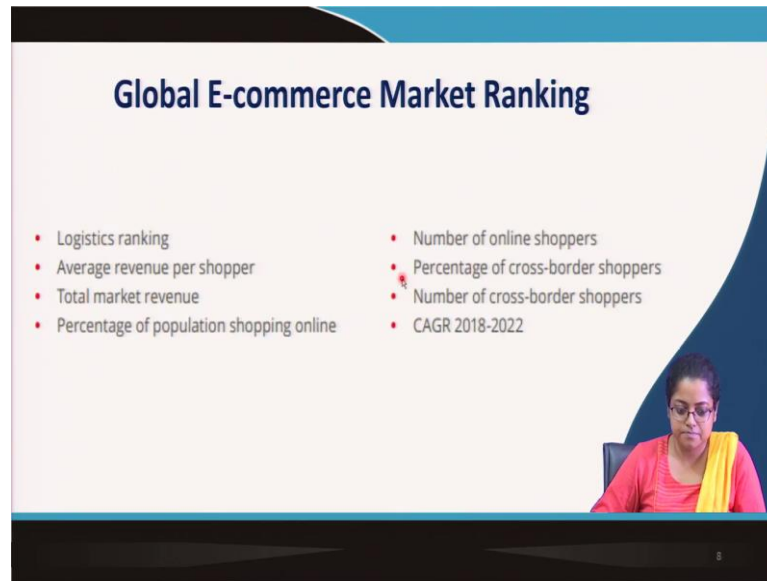 Global E-commerce Market Ranking
• Logistics ranking
• Average revenue per shopper
• Total market revenue
• Percentage of population shopping online
• Number of online shoppers
• Percentage of cross-border shoppers
• Number of cross-border shoppers
• CAGR 2018-2022
8